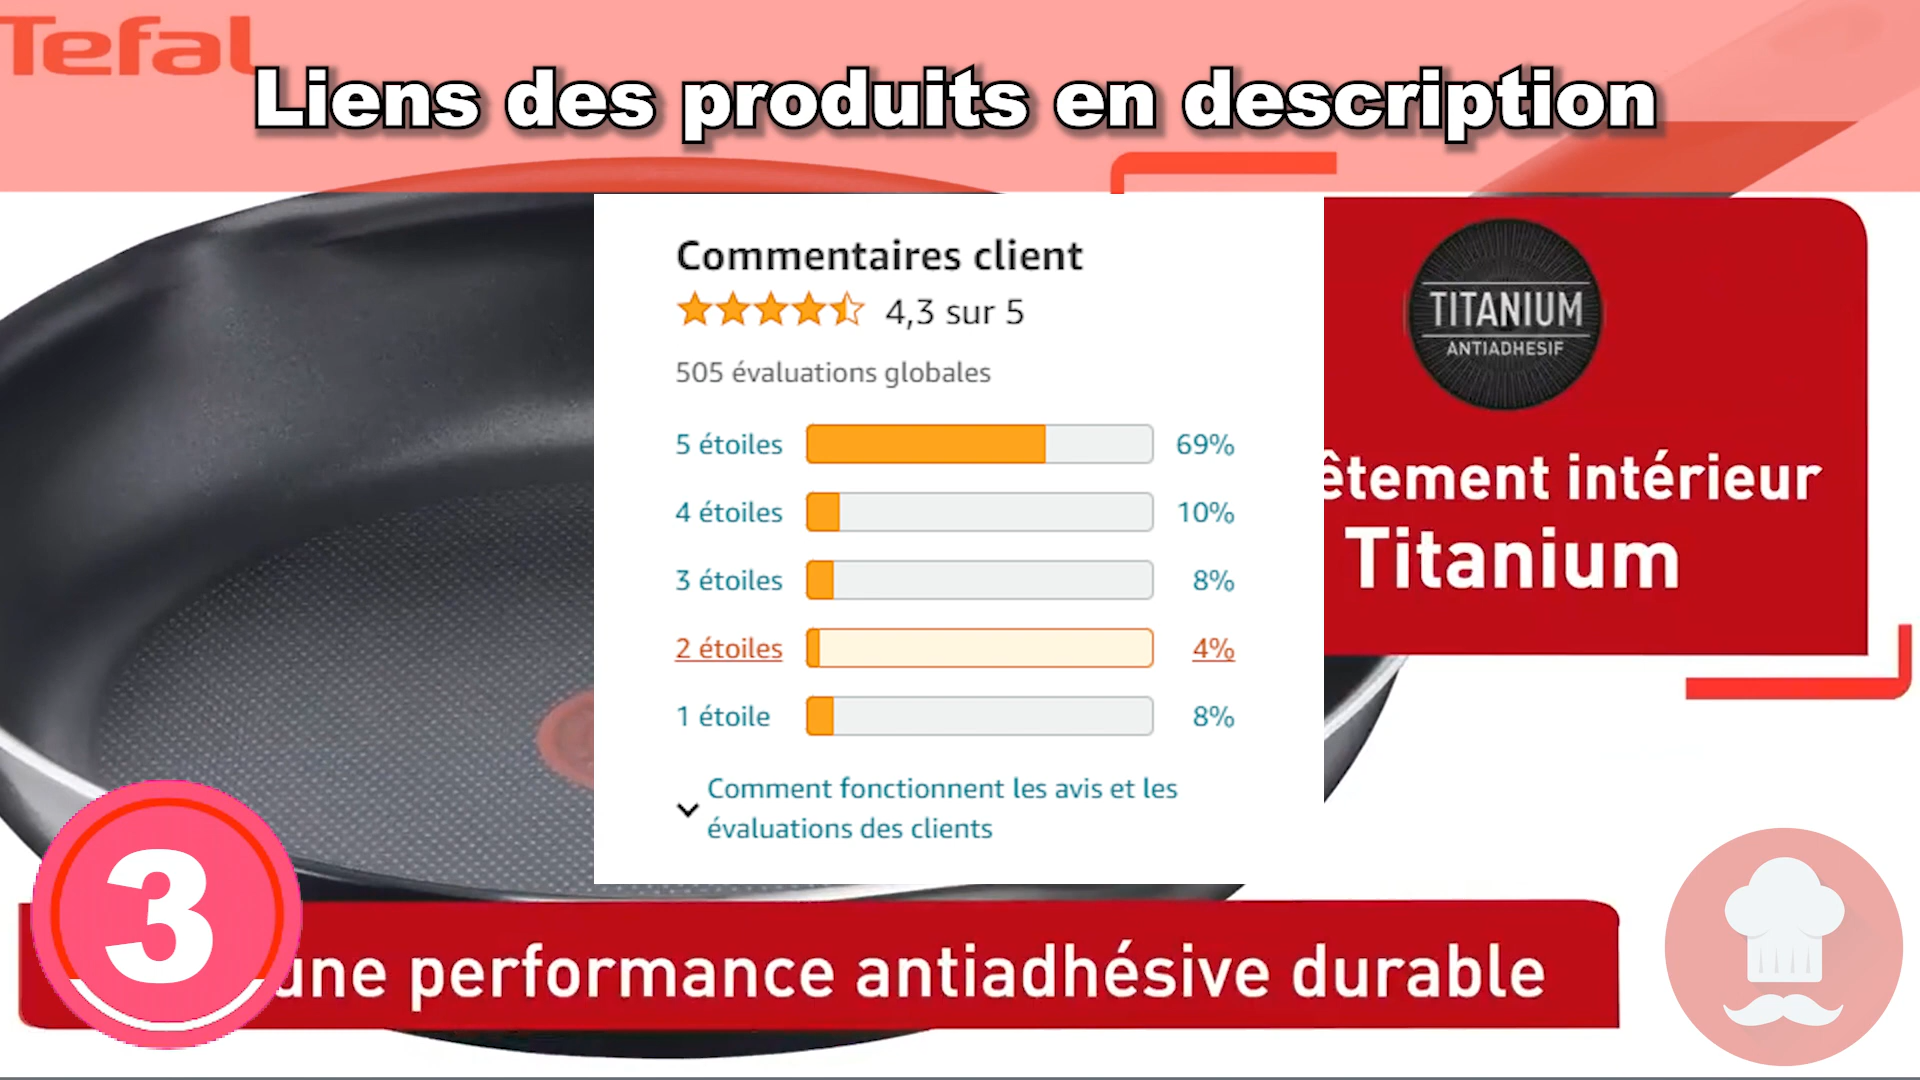 Tefal
Liens des produits en description
Commentaires client
4,3 sur 5
505 évaluations globales
5 étoiles 69%
4 étoiles 10%
3 étoiles 8%
2 étoiles 4%
1 étoile 8%
Comment fonctionnent les avis et les
évaluations des clients
TITANIUM
ANTIADHESIF
êtement intérieur
Titanium
3
une performance antiadhésive durable